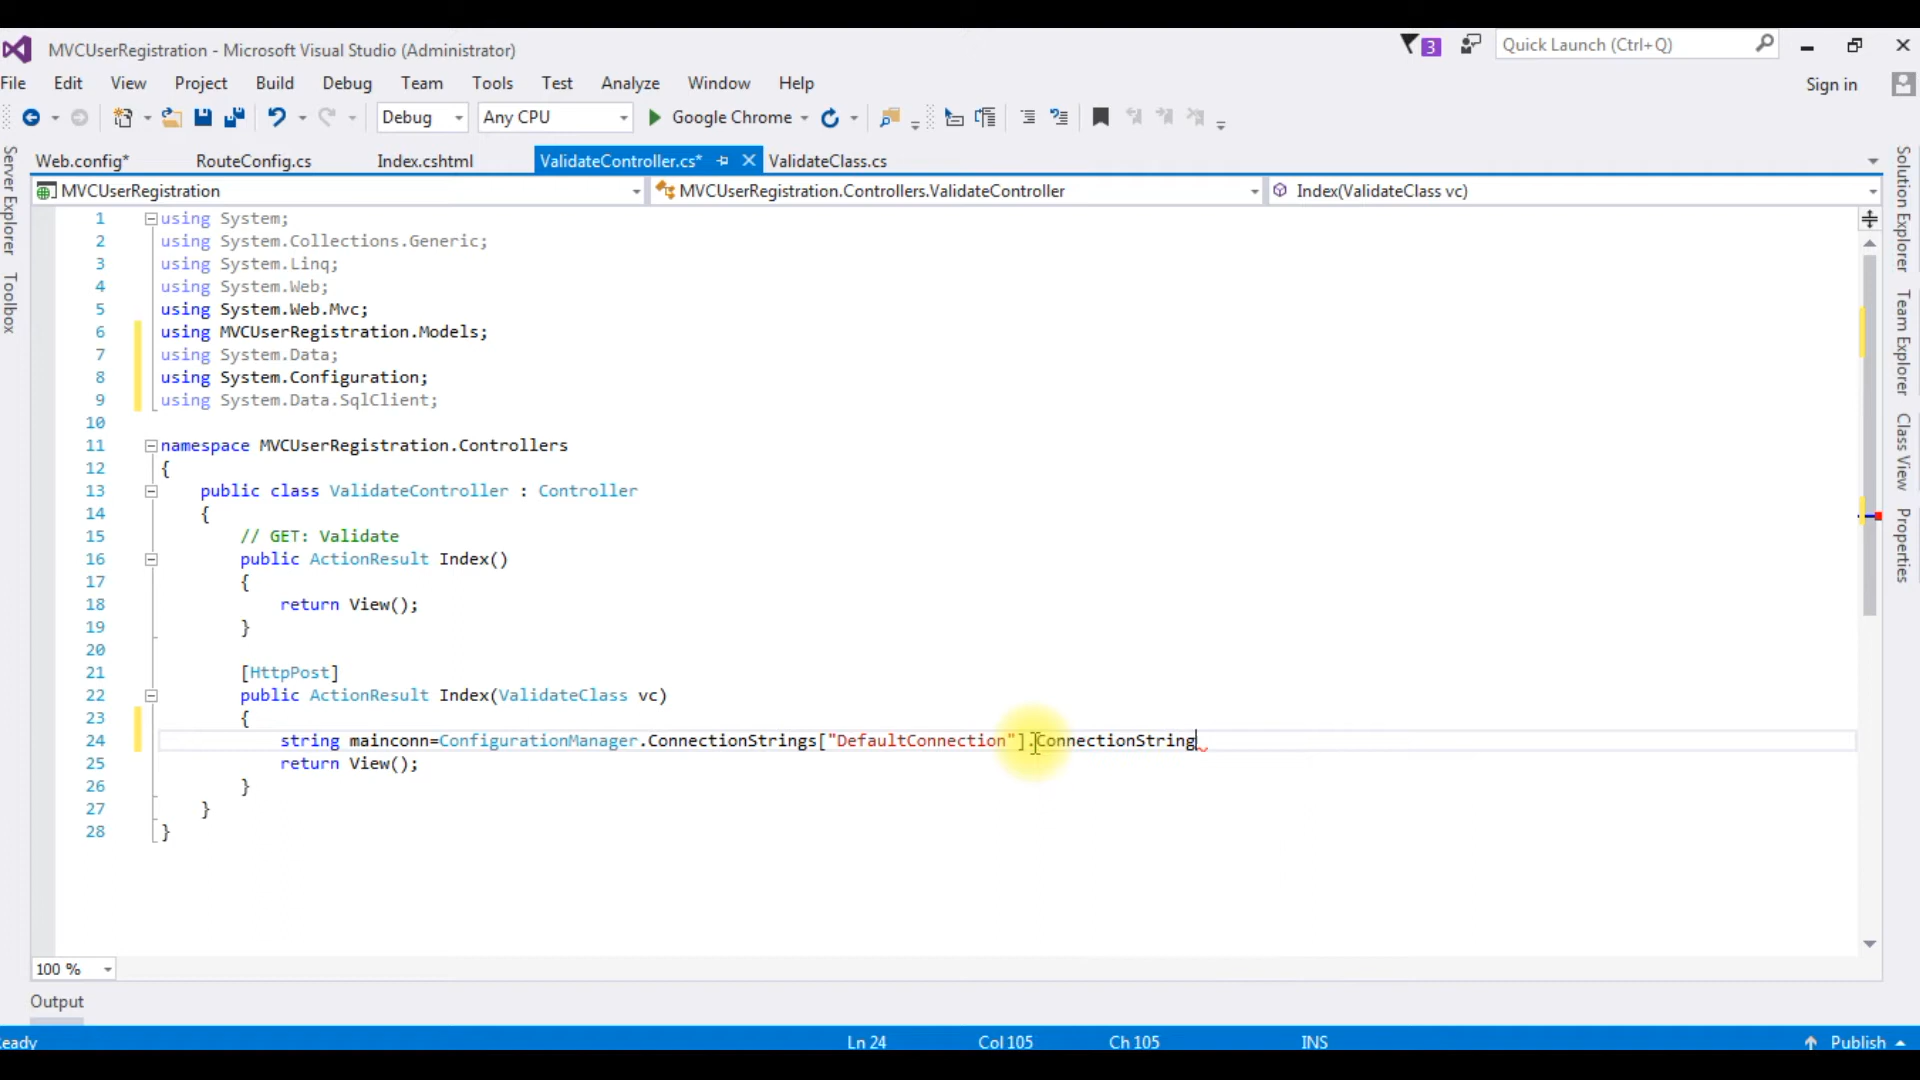 MVCUserRegistration - Microsoft Visual Studio (Administrator)
3
Quick Launch (Ctrl+Q)
File Edit View Project Build Debug Team Tools Test Analyze Window Help
Sign in
Debug Any CPU Google Chrome
Web.config* RouteConfig.cs Index.cshtml ValidateController.cs* ValidateClass.cs
MVCUserRegistration MVCUserRegistration.Controllers.ValidateController Index(ValidateClass vc)
Server Explorer
Toolbox
1 using System;
2 using System.Collections.Generic;
3 using System.Linq;
4 using System.Web;
5 using System.Web.Mvc;
6 using MVCUserRegistration.Models;
7 using System.Data;
8 using System.Configuration;
9 using System.Data.SqlClient;
10
11 namespace MVCUserRegistration.Controllers
12 {
13 public class ValidateController : Controller
14 {
15 // GET: Validate
16 public ActionResult Index()
17 {
18 return View();
19 }
20
21 [HttpPost]
22 public ActionResult Index(ValidateClass vc)
23 {
24 string mainconn=ConfigurationManager.ConnectionStrings["DefaultConnection"].ConnectionString
25 return View();
26 }
27 }
28 }
Solution Explorer
Team Explorer
Class View
Properties
100 %
Output
eady Ln 24 Col 105 Ch 105 INS Publish